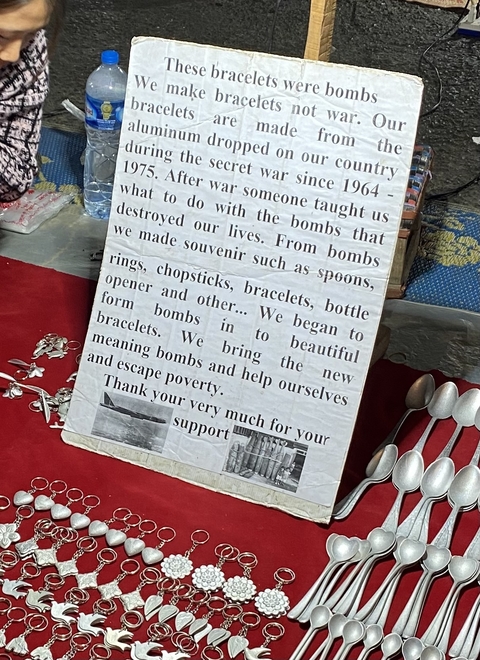 These bracelets were bombs
We make bracelets not war. Our
bracelets are made from the
aluminum dropped on our country
during the secret war since 1964 -
1975. After war someone taught us
what to do with the bombs that
destroyed our lives. From bombs
we made souvenir such as spoons,
rings, chopsticks, bracelets, bottle
opener and other... We began to
form bombs in to beautiful
bracelets. We bring the new
meaning bombs and help ourselves
and escape poverty.
Thank your very much for your
support